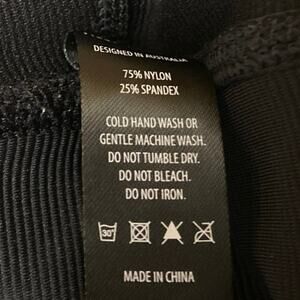 DESIGNED IN AUSTRALIA
75% NYLON
25% SPANDEX
COLD HAND WASH OR
GENTLE MACHINE WASH.
DO NOT TUMBLE DRY.
DO NOT BLEACH.
DO NOT IRON.
30°
MADE IN CHINA